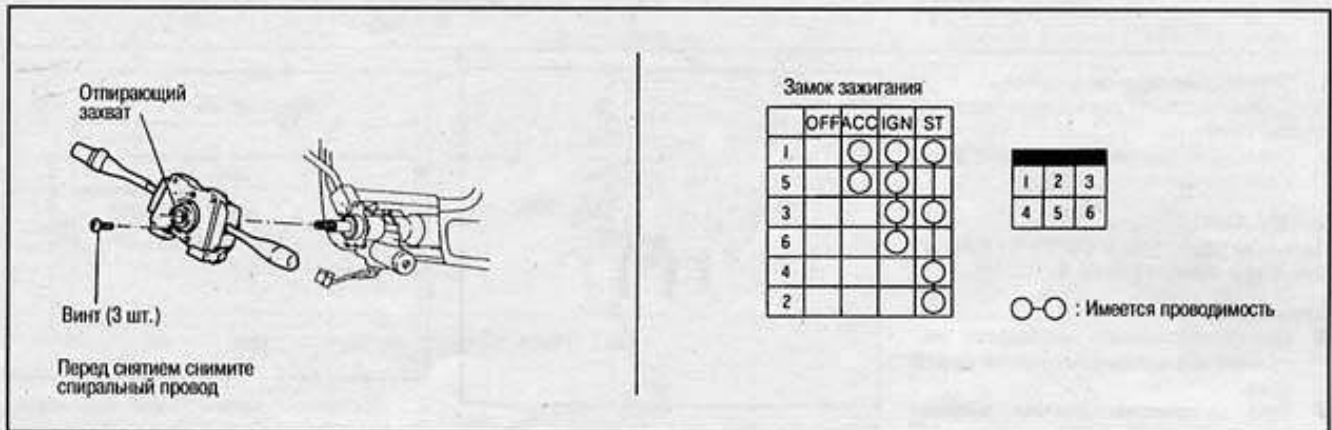 Отпирающий
захват
Винт (3 шт.)
Перед снятием снимите
спиральный провод
Замок зажигания
OFF ACC IGN ST
1
5
3
6
4
2
1 2 3
4 5 6
: Имеется проводимость